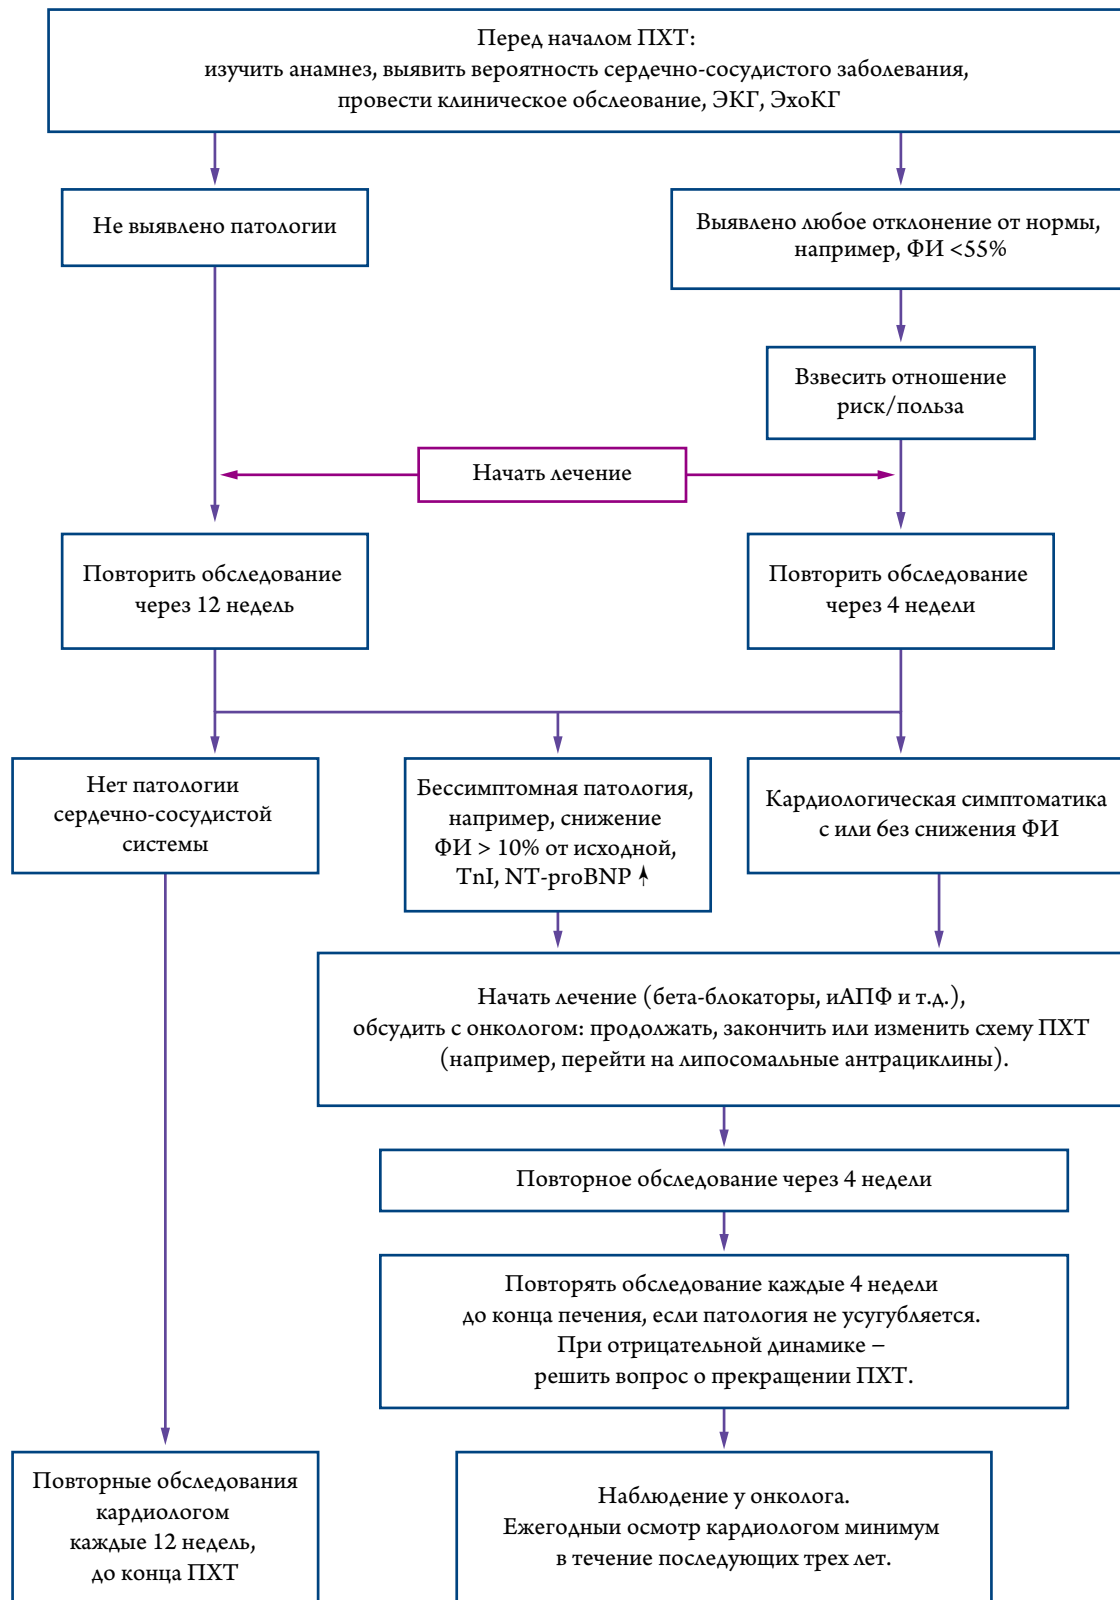 Перед началом ПХТ:
изучить анамнез, выявить вероятность сердечно-сосудистого заболевания,
провести клиническое обслеование, ЭКГ, ЭхоКГ
Не выявлено патологии
Выявлено любое отклонение от нормы,
например, ФИ <55%
Взвесить отношение
риск/польза
Начать лечение
Повторить обследование
через 12 недель
Повторить обследование
через 4 недели
Нет патологии
сердечно-сосудистой
системы
Бессимптомная патология,
например, снижение
ФИ > 10% от исходной,
TnI, NT-proBNP ↑
Кардиологическая симптоматика
с или без снижения ФИ
Начать лечение (бета-блокаторы, иАПФ и т.д.),
обсудить с онкологом: продолжать, закончить или изменить схему ПХТ
(например, перейти на липосомальные антрациклины).
Повторное обследование через 4 недели
Повторять обследование каждые 4 недели
до конца печения, если патология не усугубляется.
При отрицательной динамике –
решить вопрос о прекращении ПХТ.
Повторные обследования
кардиологом
каждые 12 недель,
до конца ПХТ
Наблюдение у онколога.
Ежегодныи осмотр кардиологом минимум
в течение последующих трех лет.